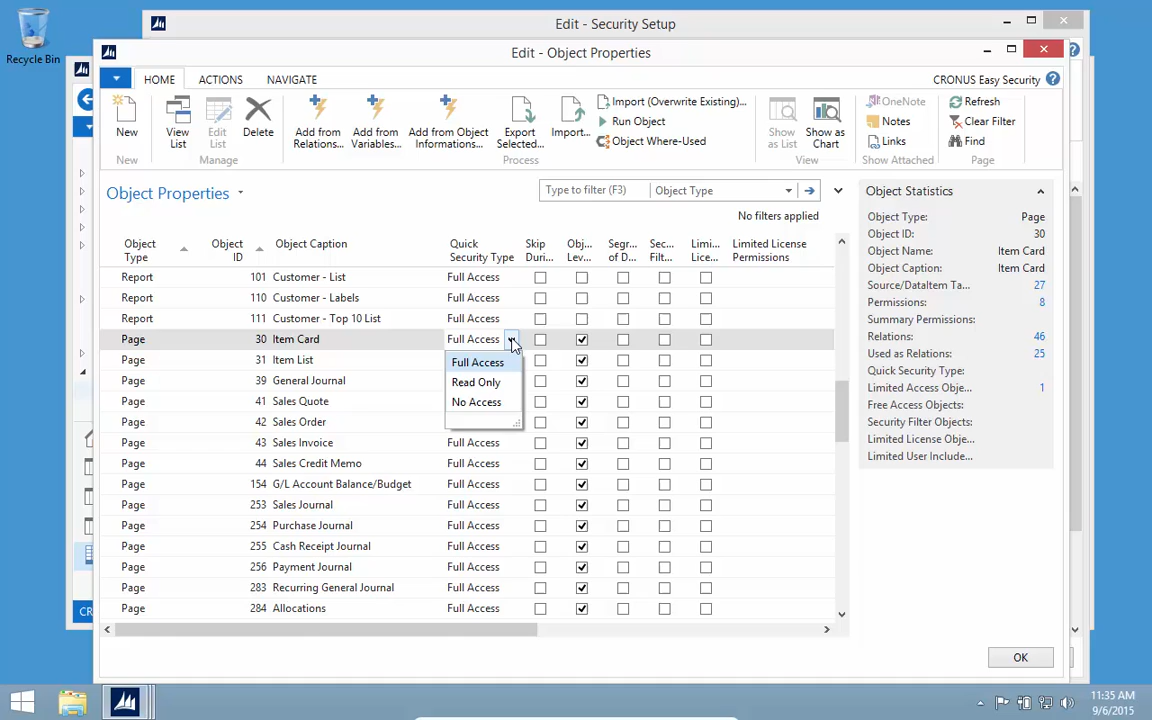 Recycle Bin
Edit - Security Setup
Edit - Object Properties
HOME ACTIONS NAVIGATE CRONUS Easy Security
New
View List
Edit List
Delete
Add from Relations...
Add from Variables...
Add from Object Informations...
Export Selected...
Import...
Import (Overwrite Existing)...
Run Object
Object Where-Used
Show as List
Show as Chart
OneNote
Notes
Links
Refresh
Clear Filter
Find
New Manage Process View Show Attached Page
Object Properties
Type to filter (F3) Object Type
No filters applied
Object Type Object ID Object Caption Quick Security Type Skip Duri... Obj... Lev... Segr... of D... Sec... Filt... Limi... Lice... Limited License Permissions
Report 101 Customer - List Full Access
Report 110 Customer - Labels Full Access
Report 111 Customer - Top 10 List Full Access
Page 30 Item Card Full Access
Page 31 Item List
Page 39 General Journal
Page 41 Sales Quote
Page 42 Sales Order
Page 43 Sales Invoice Full Access
Page 44 Sales Credit Memo Full Access
Page 154 G/L Account Balance/Budget Full Access
Page 253 Sales Journal Full Access
Page 254 Purchase Journal Full Access
Page 255 Cash Receipt Journal Full Access
Page 256 Payment Journal Full Access
Page 283 Recurring General Journal Full Access
Page 284 Allocations Full Access
Full Access
Read Only
No Access
Object Statistics
Object Type: Page
Object ID: 30
Object Name: Item Card
Object Caption: Item Card
Source/DataItem Ta... 27
Permissions: 8
Summary Permissions:
Relations: 46
Used as Relations: 25
Quick Security Type:
Limited Access Obje... 1
Free Access Objects:
Security Filter Objects:
Limited License Obje...
Limited User Include...
OK
CR
11:35 AM
9/6/2015